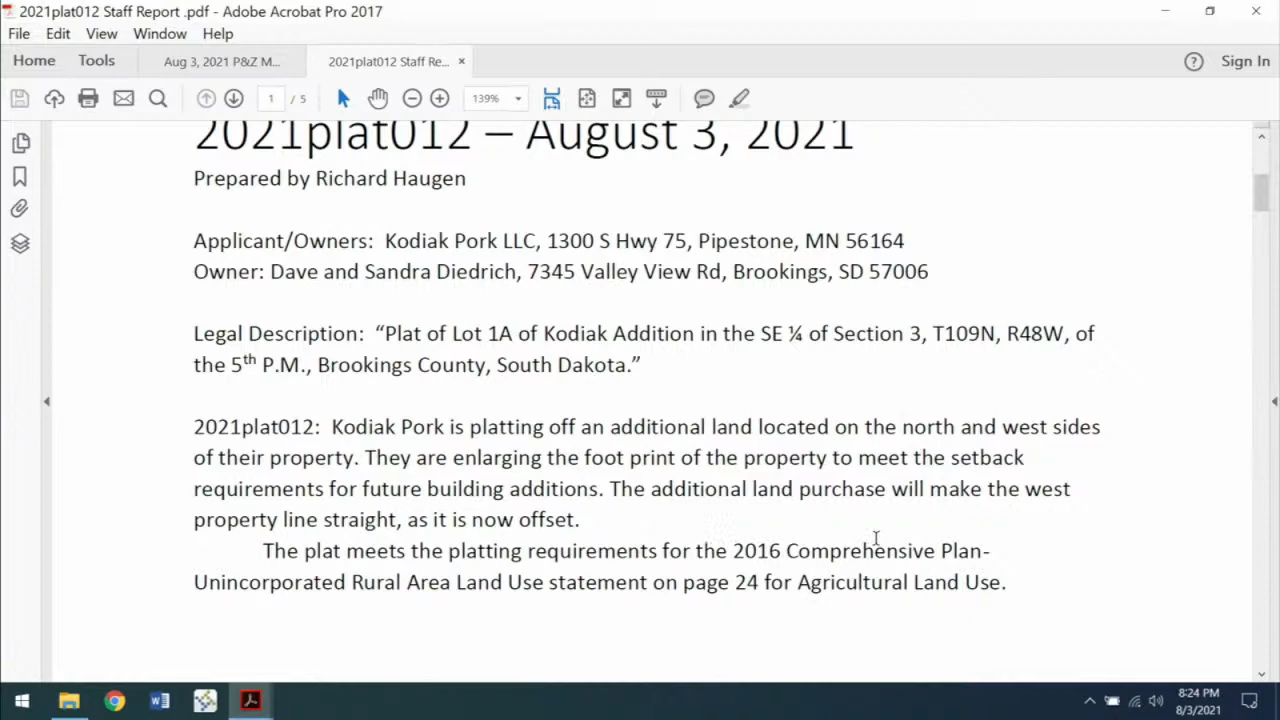 2021plat012 Staff Report .pdf - Adobe Acrobat Pro 2017
File Edit View Window Help
Home Tools Aug 3, 2021 P&Z M... 2021plat012 Staff Re... × ? Sign In
1 / 5 139%
2021plat012 – August 3, 2021
Prepared by Richard Haugen
Applicant/Owners: Kodiak Pork LLC, 1300 S Hwy 75, Pipestone, MN 56164
Owner: Dave and Sandra Diedrich, 7345 Valley View Rd, Brookings, SD 57006
Legal Description: “Plat of Lot 1A of Kodiak Addition in the SE ¼ of Section 3, T109N, R48W, of
the 5th P.M., Brookings County, South Dakota.”
2021plat012: Kodiak Pork is platting off an additional land located on the north and west sides
of their property. They are enlarging the foot print of the property to meet the setback
requirements for future building additions. The additional land purchase will make the west
property line straight, as it is now offset.
The plat meets the platting requirements for the 2016 Comprehensive Plan-
Unincorporated Rural Area Land Use statement on page 24 for Agricultural Land Use.
8:24 PM
8/3/2021